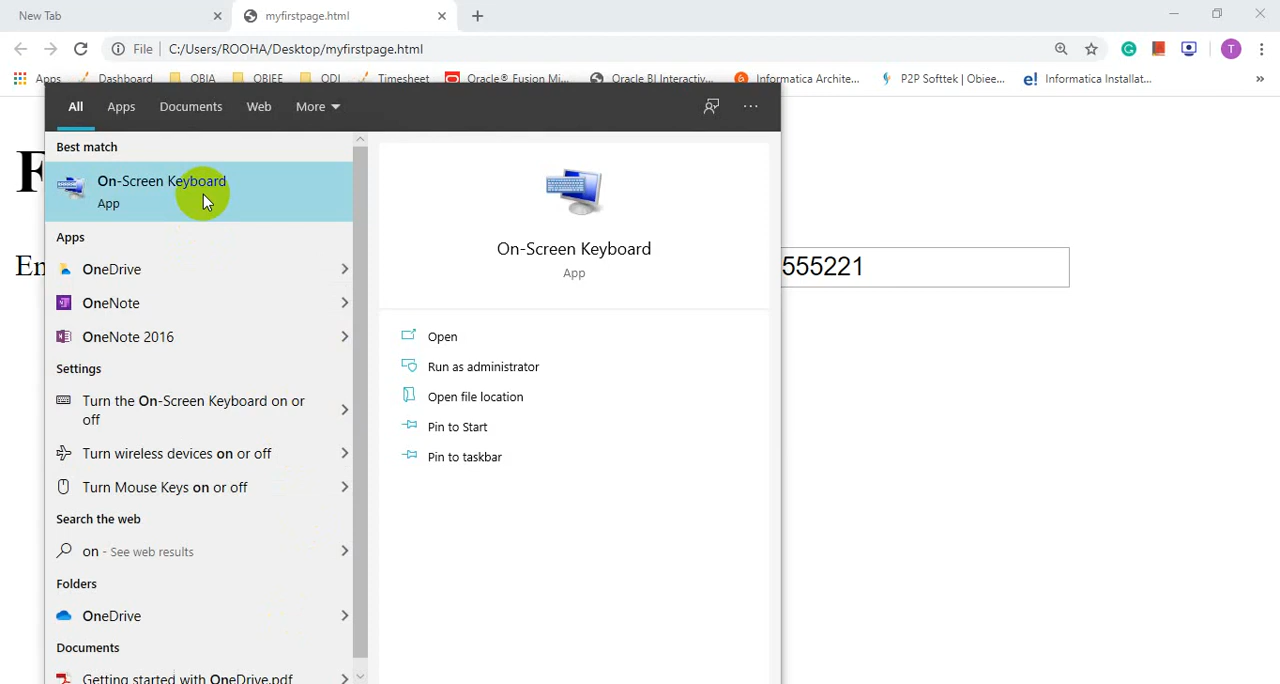 New Tab
myfirstpage.html
File
C:/Users/ROOHA/Desktop/myfirstpage.html
T
Apps Dashboard OBIA OBIEE ODI Timesheet Oracle® Fusion Mi... Oracle BI Interactiv... Informatica Archite... P2P Softtek | Obiee... e! Informatica Installat... »
All Apps Documents Web More
Best match
On-Screen Keyboard
App
Apps
OneDrive
OneNote
OneNote 2016
Settings
Turn the On-Screen Keyboard on or
off
Turn wireless devices on or off
Turn Mouse Keys on or off
Search the web
on - See web results
Folders
OneDrive
Documents
Getting started with OneDrive.pdf
On-Screen Keyboard
App
Open
Run as administrator
Open file location
Pin to Start
Pin to taskbar
555221